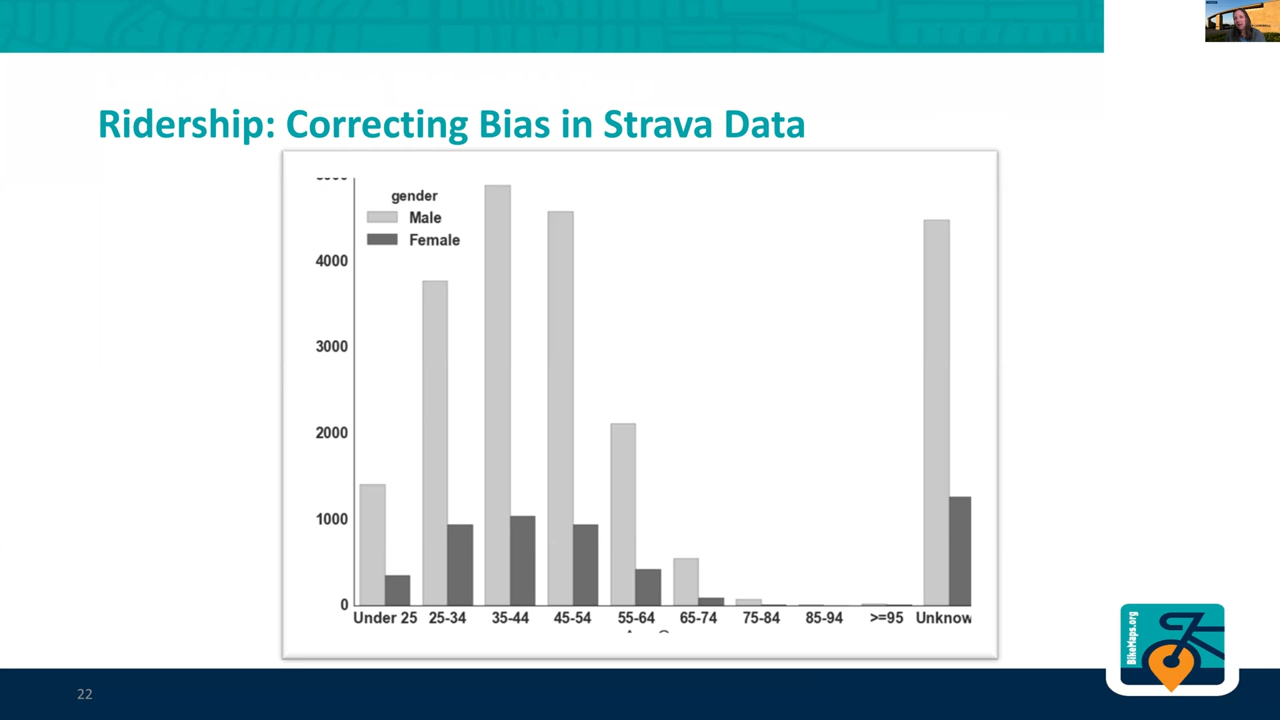 Ridership: Correcting Bias in Strava Data
gender
Male
Female
4000
3000
2000
1000
0
Under 25 25-34 35-44 45-54 55-64 65-74 75-84 85-94 >=95 Unknow
BikeMaps.org
22